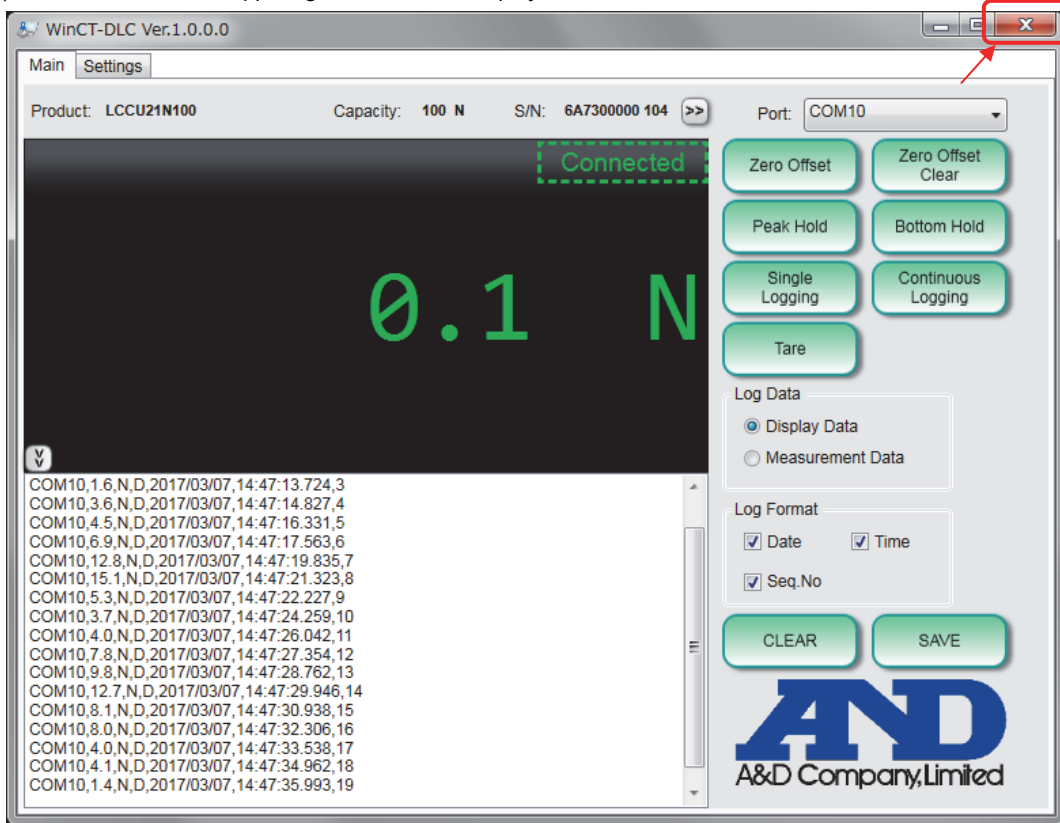 WinCT-DLC Ver.1.0.0.0
Main Settings
Product: LCCU21N100 Capacity: 100 N S/N: 6A7300000 104 >> Port: COM10
Connected
0.1 N
Zero Offset
Zero Offset
Clear
Peak Hold
Bottom Hold
Single
Logging
Continuous
Logging
Tare
Log Data
Display Data
Measurement Data
Log Format
Date Time
Seq.No
CLEAR SAVE
COM10,1.6,N,D,2017/03/07,14:47:13.724,3
COM10,3.6,N,D,2017/03/07,14:47:14.827,4
COM10,4.5,N,D,2017/03/07,14:47:16.331,5
COM10,6.9,N,D,2017/03/07,14:47:17.563,6
COM10,12.8,N,D,2017/03/07,14:47:19.835,7
COM10,15.1,N,D,2017/03/07,14:47:21.323,8
COM10,5.3,N,D,2017/03/07,14:47:22.227,9
COM10,3.7,N,D,2017/03/07,14:47:24.259,10
COM10,4.0,N,D,2017/03/07,14:47:26.042,11
COM10,7.8,N,D,2017/03/07,14:47:27.354,12
COM10,9.8,N,D,2017/03/07,14:47:28.762,13
COM10,12.7,N,D,2017/03/07,14:47:29.946,14
COM10,8.1,N,D,2017/03/07,14:47:30.938,15
COM10,8.0,N,D,2017/03/07,14:47:32.306,16
COM10,4.0,N,D,2017/03/07,14:47:33.538,17
COM10,4.1,N,D,2017/03/07,14:47:34.962,18
COM10,1.4,N,D,2017/03/07,14:47:35.993,19
AND
A&D Company,Limited